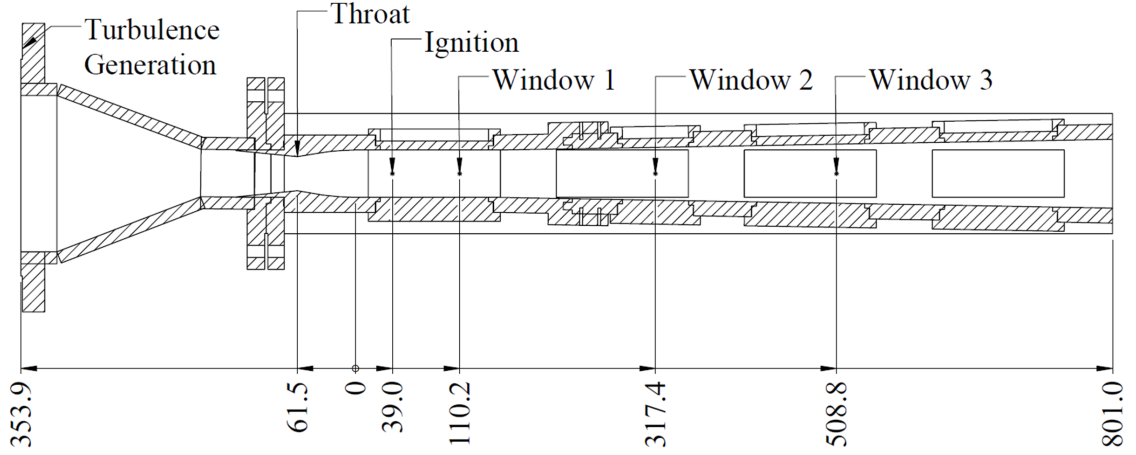 Throat
Turbulence
Generation
Ignition
Window 1
Window 2
Window 3
353.9
61.5
0
39.0
110.2
317.4
508.8
801.0